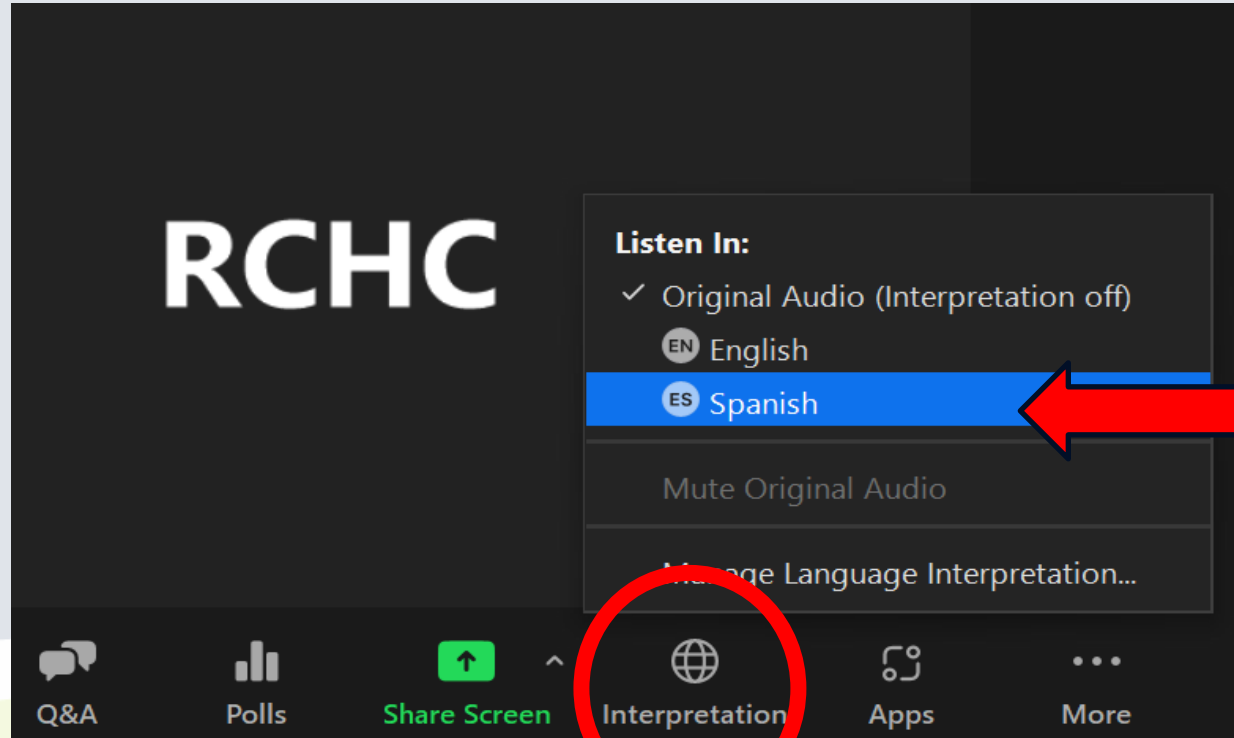 RCHC
Listen In:
Original Audio (Interpretation off)
EN English
ES Spanish
Mute Original Audio
Manage Language Interpretation...
Q&A Polls Share Screen Interpretation Apps More